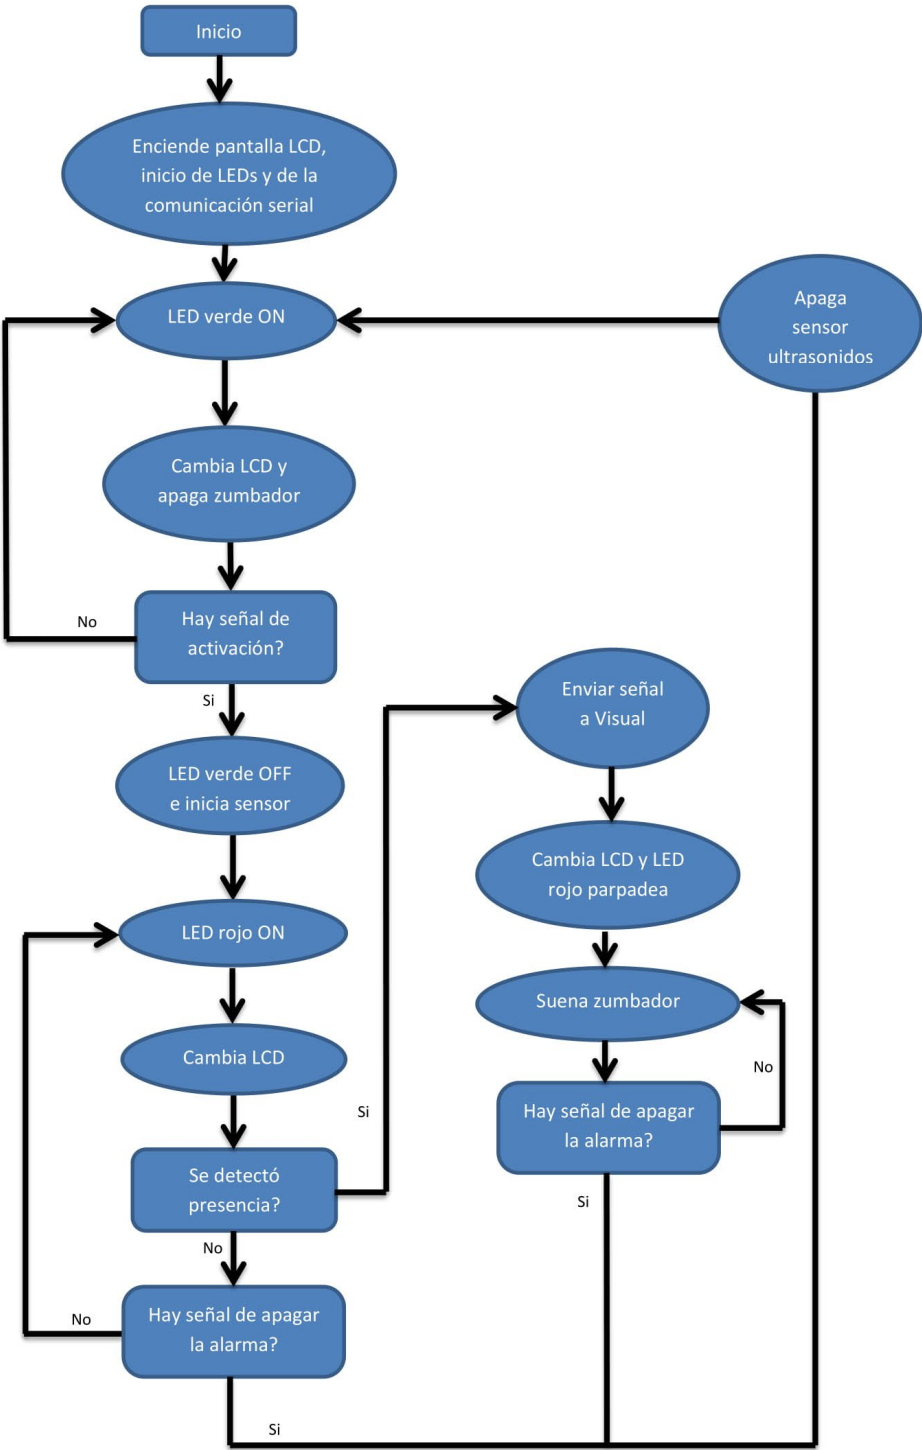 Inicio
Enciende pantalla LCD,
inicio de LEDs y de la
comunicación serial
LED verde ON
Apaga
sensor
ultrasonidos
Cambia LCD y
apaga zumbador
Hay señal de
activación?
No
Si
LED verde OFF
e inicia sensor
LED rojo ON
Cambia LCD
Se detectó
presencia?
Si
No
Hay señal de apagar
la alarma?
No
Si
Enviar señal
a Visual
Cambia LCD y LED
rojo parpadea
Suena zumbador
No
Hay señal de apagar
la alarma?
Si